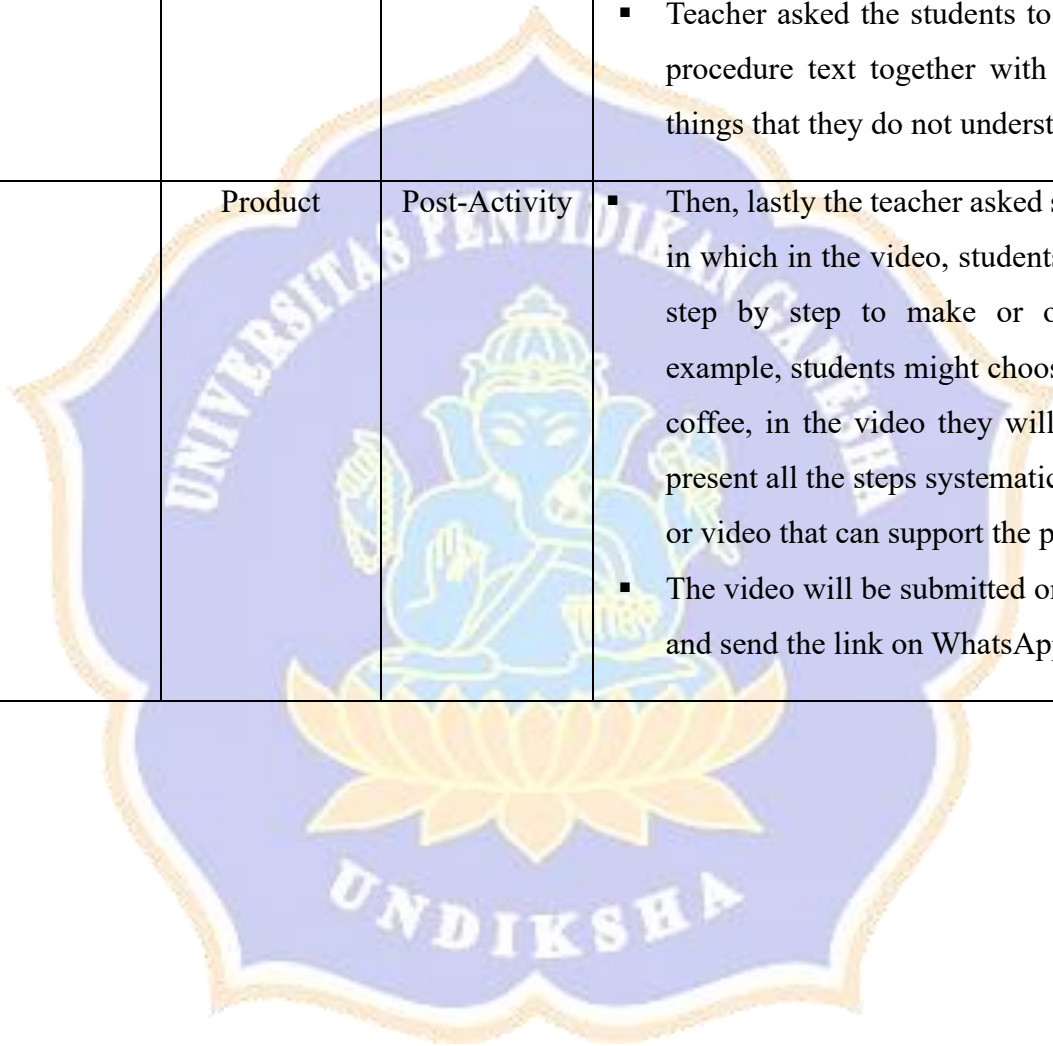 ▪ Teacher asked the students to
procedure text together with
things that they do not underst
Product
Post-Activity
▪ Then, lastly the teacher asked
in which in the video, students
step by step to make or
example, students might choos
coffee, in the video they will
present all the steps systematic
or video that can support the p
▪ The video will be submitted
and send the link on WhatsAp
UNIVERSITAS PENDIDIKAN GANESHA
UNDIKSHA